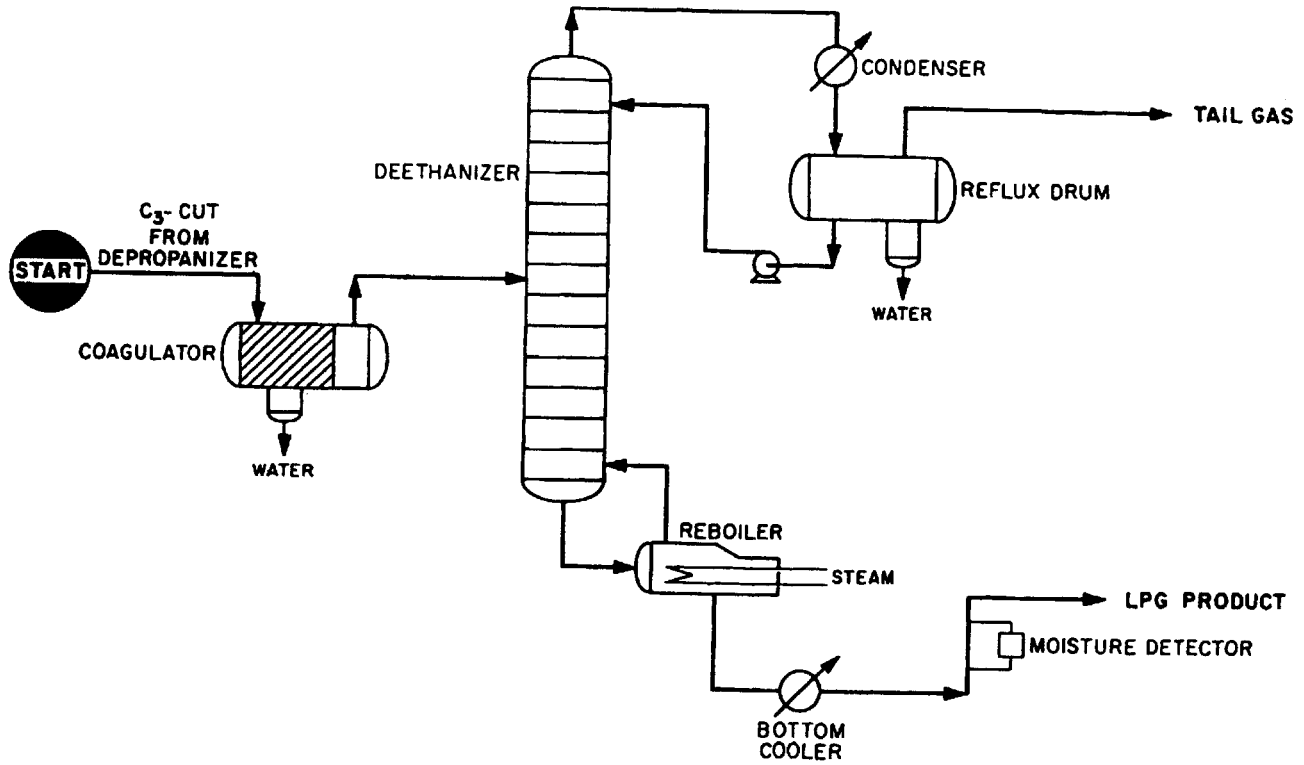 CONDENSER
TAIL GAS
DEETHANIZER
REFLUX DRUM
C3- CUT
FROM
DEPROPANIZER
START
WATER
COAGULATOR
WATER
REBOILER
STEAM
LPG PRODUCT
MOISTURE DETECTOR
BOTTOM
COOLER